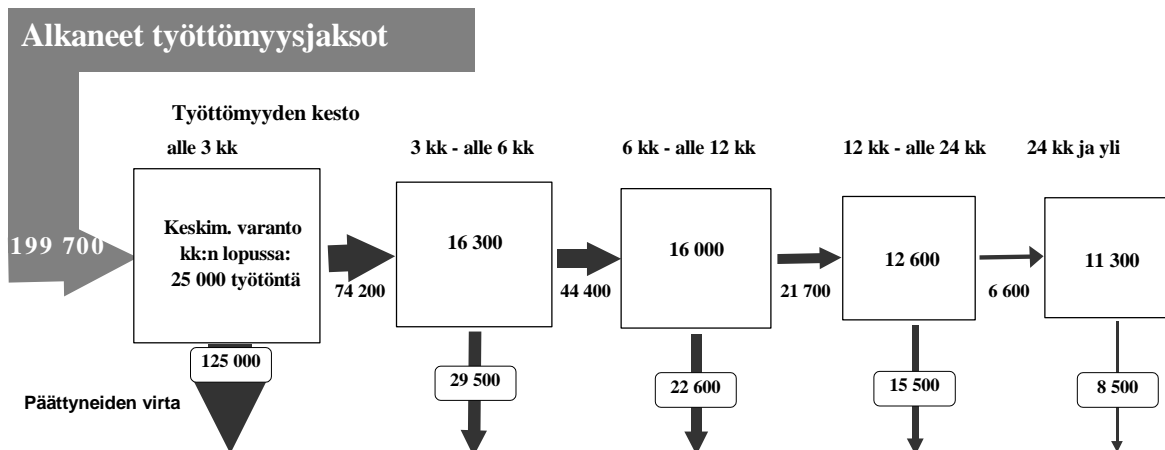 Alkaneet työttömyysjaksot
Työttömyyden kesto
alle 3 kk
3 kk - alle 6 kk
6 kk - alle 12 kk
12 kk - alle 24 kk
24 kk ja yli
199 700
Keskim. varanto
kk:n lopussa:
25 000 työtöntä
74 200
16 300
44 400
16 000
21 700
12 600
6 600
11 300
125 000
29 500
22 600
15 500
8 500
Päättyneiden virta